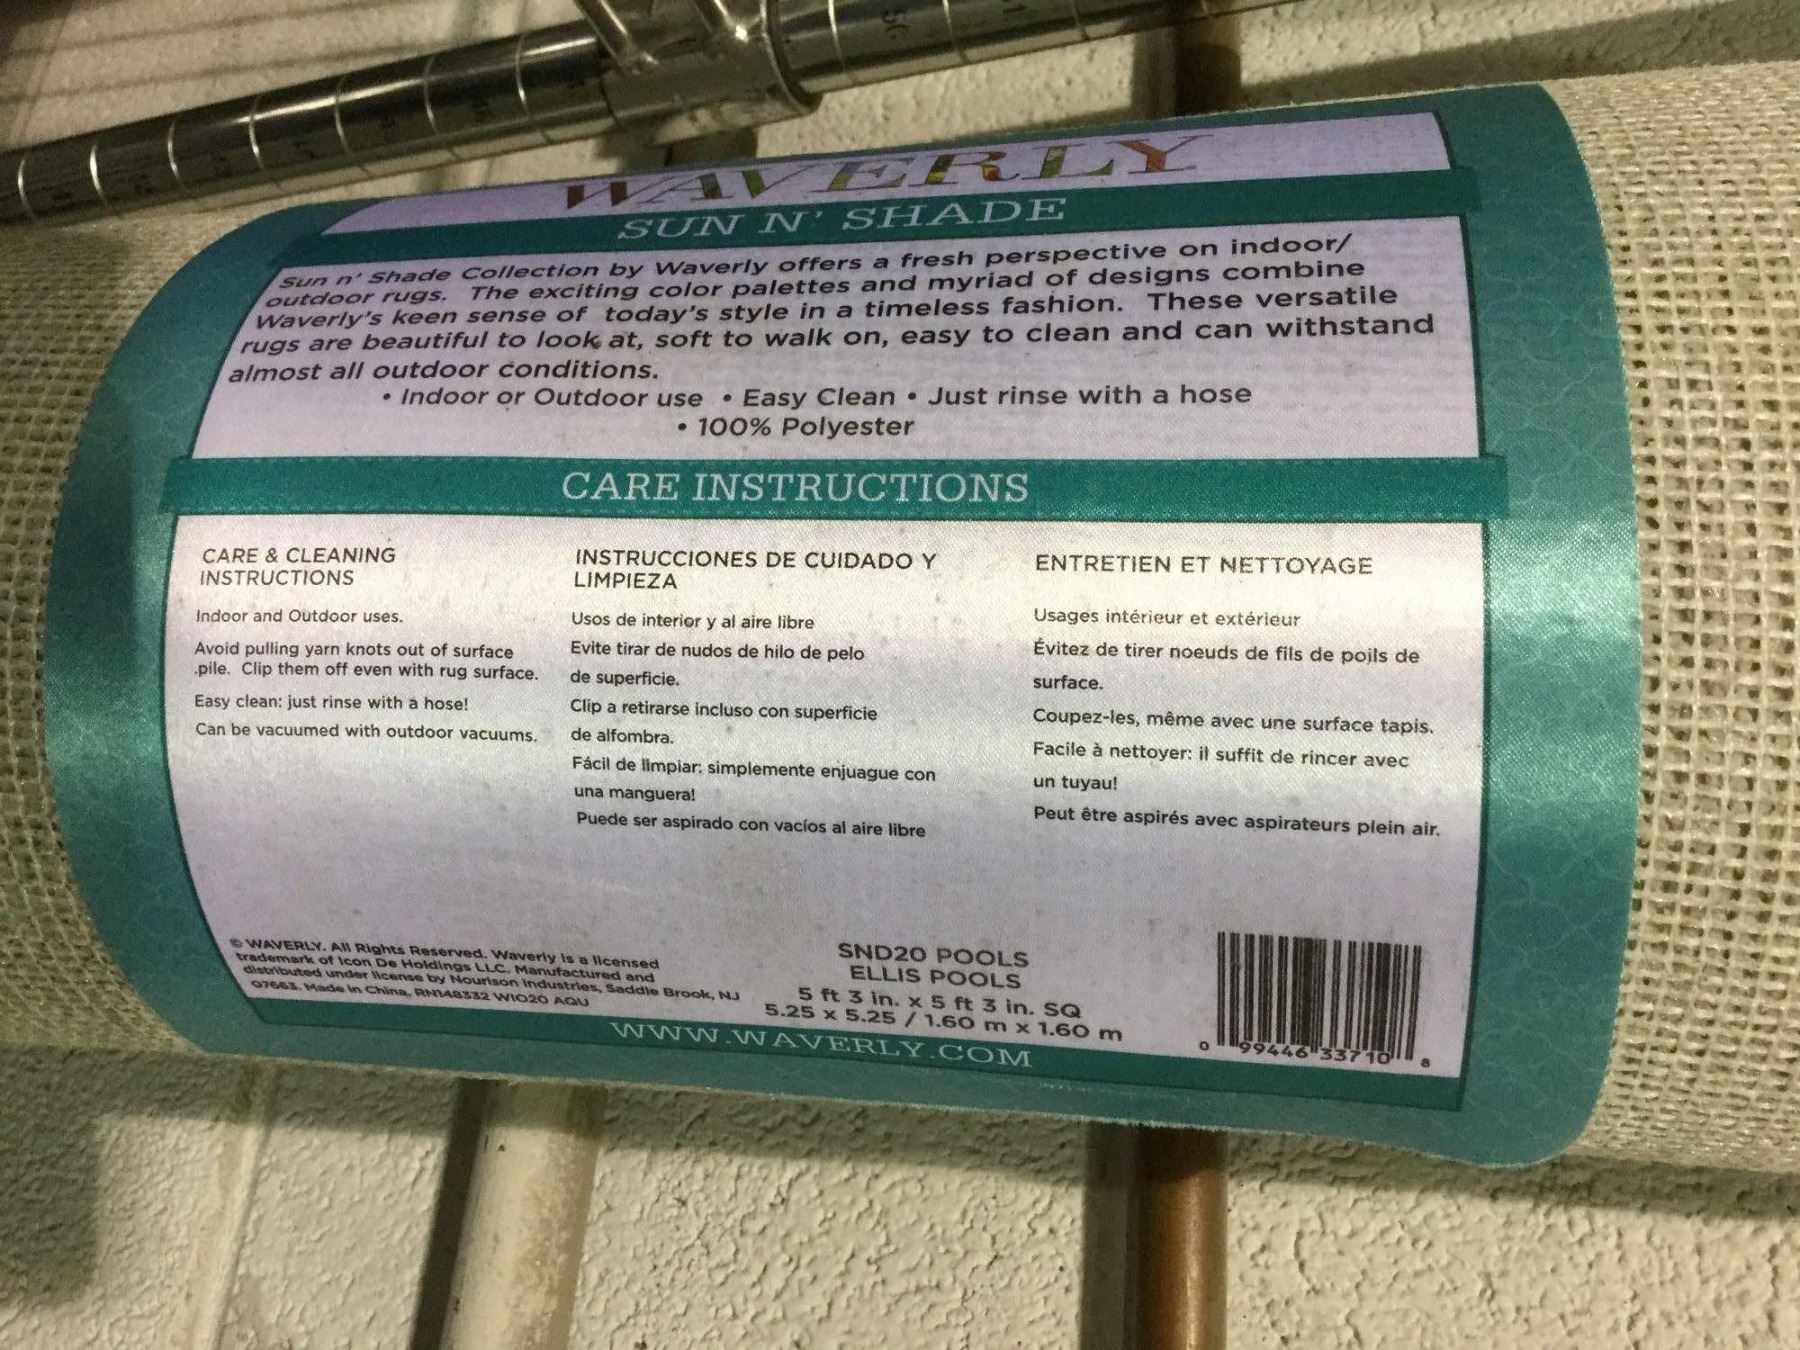 WAVERLY
SUN N' SHADE
Sun n' Shade Collection by Waverly offers a fresh perspective on indoor/
outdoor rugs. The exciting color palettes and myriad of designs combine
Waverly's keen sense of today's style in a timeless fashion. These versatile
rugs are beautiful to look at, soft to walk on, easy to clean and can withstand
almost all outdoor conditions.
• Indoor or Outdoor use • Easy Clean • Just rinse with a hose
• 100% Polyester
CARE INSTRUCTIONS
CARE & CLEANING
INSTRUCTIONS
Indoor and Outdoor uses.
Avoid pulling yarn knots out of surface
.pile. Clip them off even with rug surface.
Easy clean: just rinse with a hose!
Can be vacuumed with outdoor vacuums.
INSTRUCCIONES DE CUIDADO Y
LIMPIEZA
Usos de interior y al aire libre
Evite tirar de nudos de hilo de pelo
de superficie.
Clip a retirarse incluso con superficie
de alfombra.
Fácil de limpiar: simplemente enjuague con
una manguera!
Puede ser aspirado con vacíos al aire libre
ENTRETIEN ET NETTOYAGE
Usages intérieur et extérieur
Évitez de tirer noeuds de fils de poils de
surface.
Coupez-les, même avec une surface tapis.
Facile à nettoyer: il suffit de rincer avec
un tuyau!
Peut être aspirés avec aspirateurs plein air.
© WAVERLY. All Rights Reserved. Waverly is a licensed
trademark of Icon De Holdings LLC. Manufactured and
distributed under license by Nourison Industries, Saddle Brook, NJ
07663. Made in China. RN148332 W1020 AQU
SND20 POOLS
ELLIS POOLS
5 ft 3 in. x 5 ft 3 in. SQ
5.25 x 5.25 / 1.60 m x 1.60 m
0 99446 33710 8
WWW.WAVERLY.COM